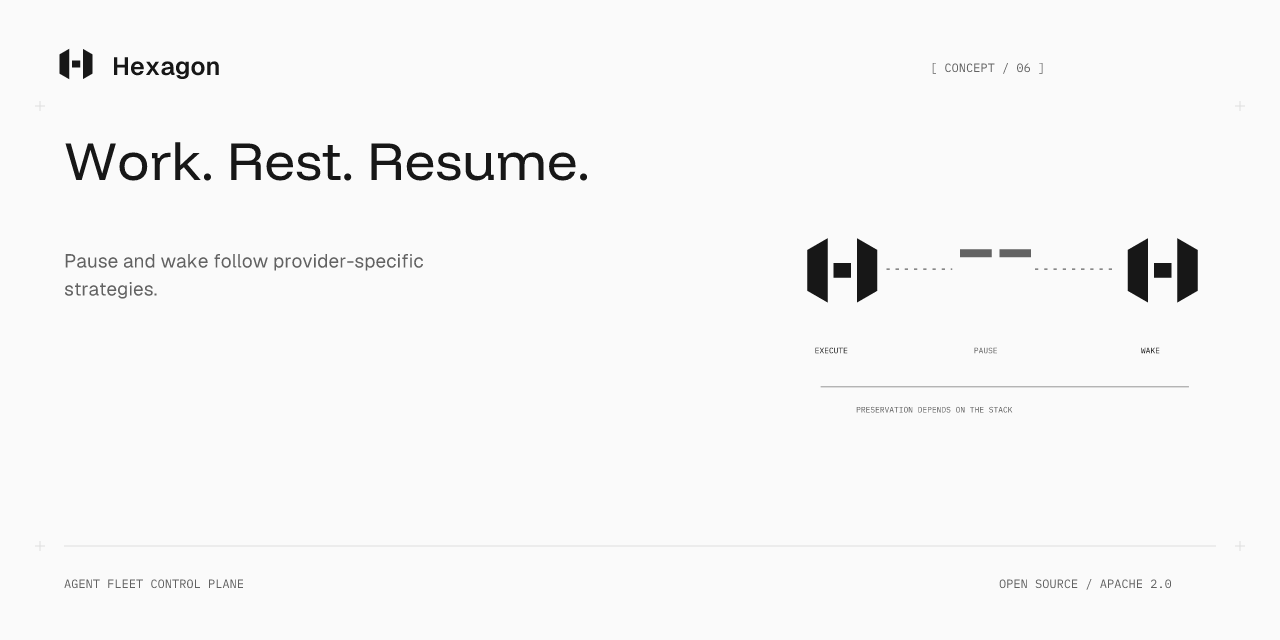 Hexagon
[ CONCEPT / 06 ]
Work. Rest. Resume.
Pause and wake follow provider-specific
strategies.
EXECUTE
PAUSE
WAKE
PRESERVATION DEPENDS ON THE STACK
AGENT FLEET CONTROL PLANE
OPEN SOURCE / APACHE 2.0